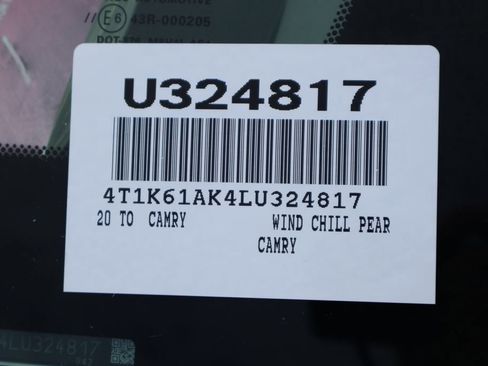 // E6 43R-000205
U324817
4T1K61AK4LU324817
20 TO CAMRY WIND CHILL PEAR
CAMRY
4LU324817